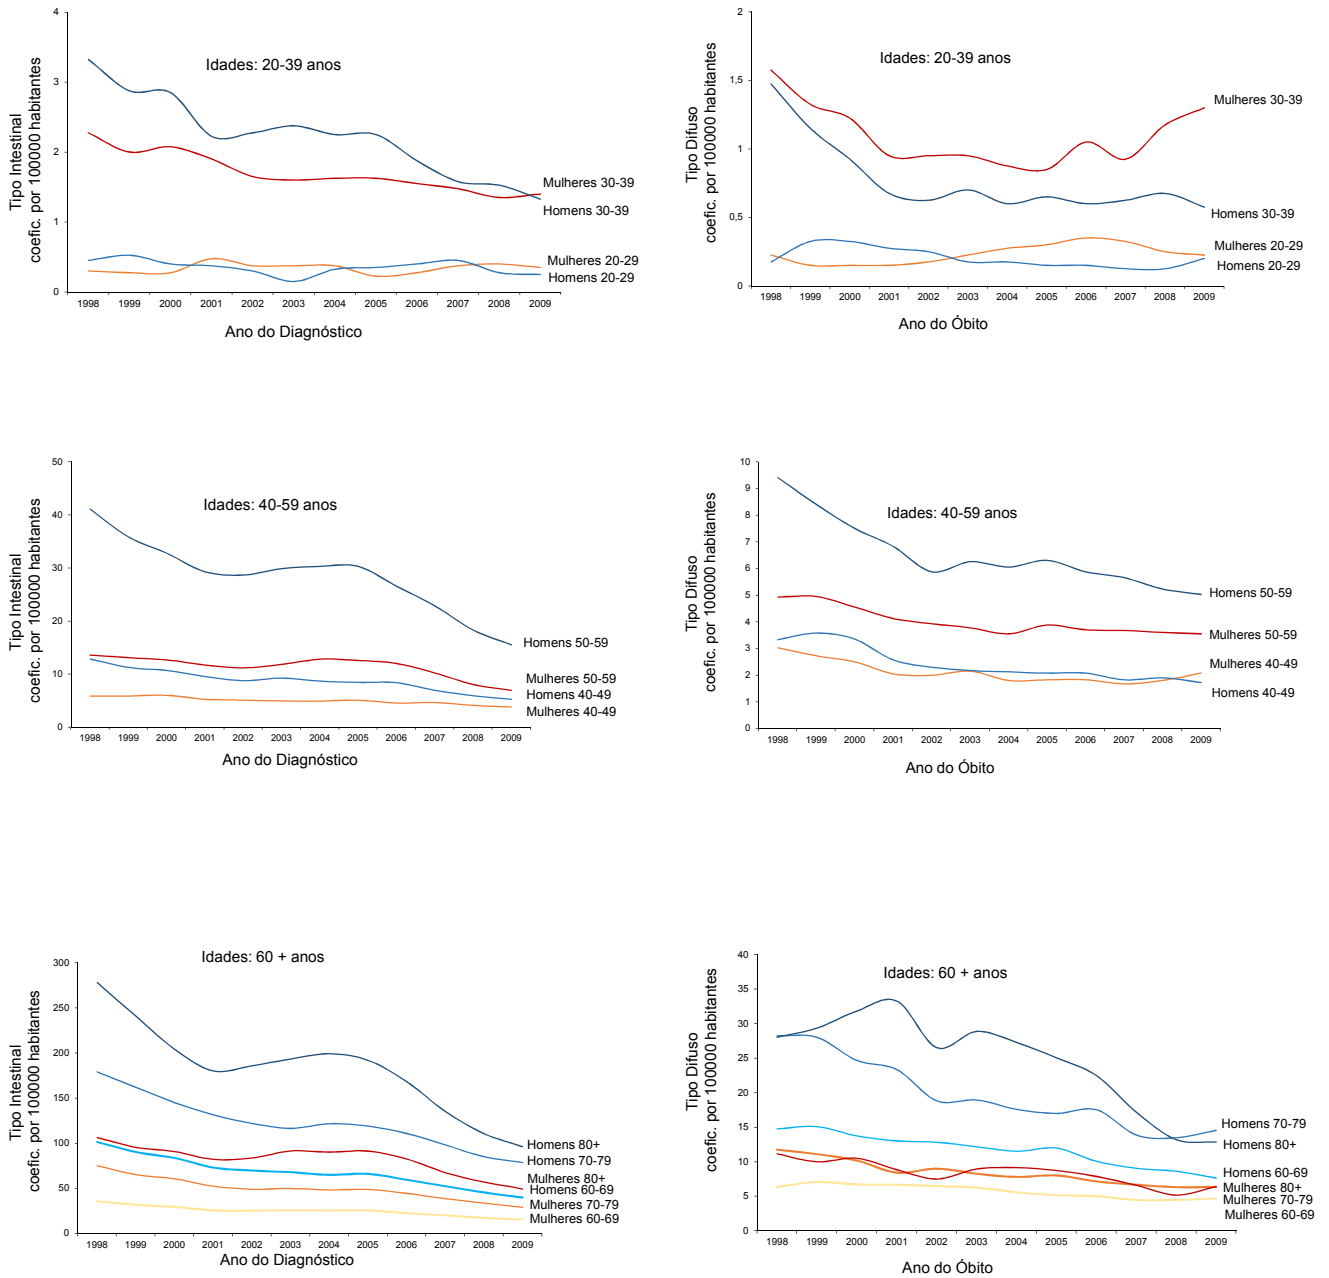 Idades: 20-39 anos
Tipo Intestinal
coefic. por 100000 habitantes
4
3
2
1
0
Mulheres 30-39
Homens 30-39
Mulheres 20-29
Homens 20-29
1998 1999 2000 2001 2002 2003 2004 2005 2006 2007 2008 2009
Ano do Diagnóstico
Idades: 20-39 anos
Tipo Difuso
coefic. por 100000 habitantes
2
1,5
1
0,5
0
Mulheres 30-39
Homens 30-39
Mulheres 20-29
Homens 20-29
1998 1999 2000 2001 2002 2003 2004 2005 2006 2007 2008 2009
Ano do Óbito
Idades: 40-59 anos
Tipo Intestinal
coefic. por 100000 habitantes
50
40
30
20
10
0
Homens 50-59
Mulheres 50-59
Homens 40-49
Mulheres 40-49
1998 1999 2000 2001 2002 2003 2004 2005 2006 2007 2008 2009
Ano do Diagnóstico
Idades: 40-59 anos
Tipo Difuso
coefic. por 100000 habitantes
10
9
8
7
6
5
4
3
2
1
0
Homens 50-59
Mulheres 50-59
Mulheres 40-49
Homens 40-49
1998 1999 2000 2001 2002 2003 2004 2005 2006 2007 2008 2009
Ano do Óbito
Idades: 60 + anos
Tipo Intestinal
coefic. por 100000 habitantes
300
250
200
150
100
50
0
Homens 80+
Homens 70-79
Mulheres 80+
Homens 60-69
Mulheres 70-79
Mulheres 60-69
1998 1999 2000 2001 2002 2003 2004 2005 2006 2007 2008 2009
Ano do Diagnóstico
Idades: 60 + anos
Tipo Difuso
coefic. por 100000 habitantes
40
35
30
25
20
15
10
5
0
Homens 70-79
Homens 80+
Homens 60-69
Mulheres 80+
Mulheres 70-79
Mulheres 60-69
1998 1999 2000 2001 2002 2003 2004 2005 2006 2007 2008 2009
Ano do Óbito